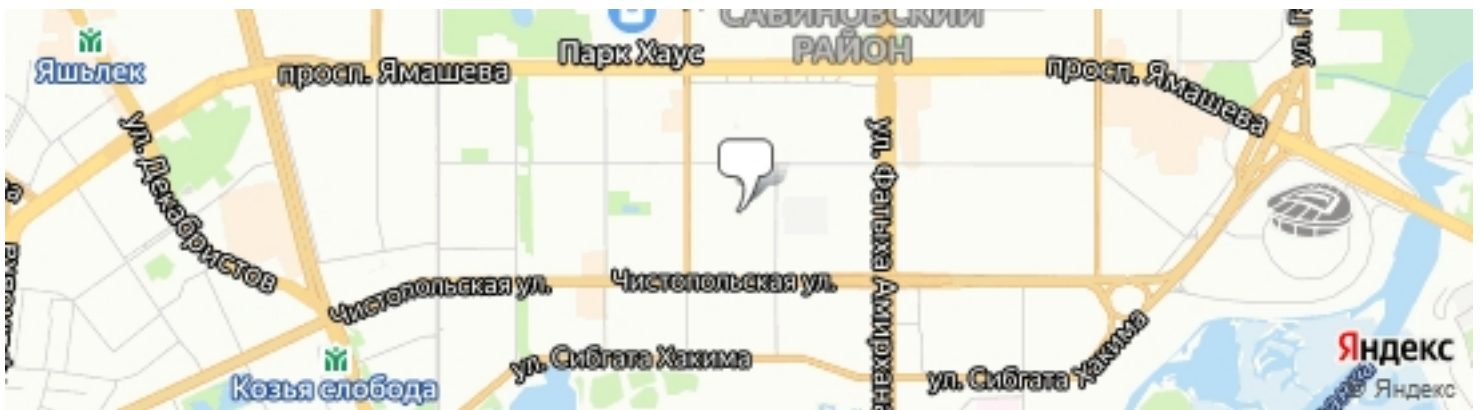 САВИНОВСКИЙ
РАЙОН
Парк Хаус
Яшьлек
просп. Ямашева
просп. Ямашева
ул. Декабристов
ул. Фатыха Амирхана
Чистопольская ул.
Чистопольская ул.
ул. Сибгата Хакима
ул. Сибгата Хакима
Козья слобода
Яндекс
© Яндекс